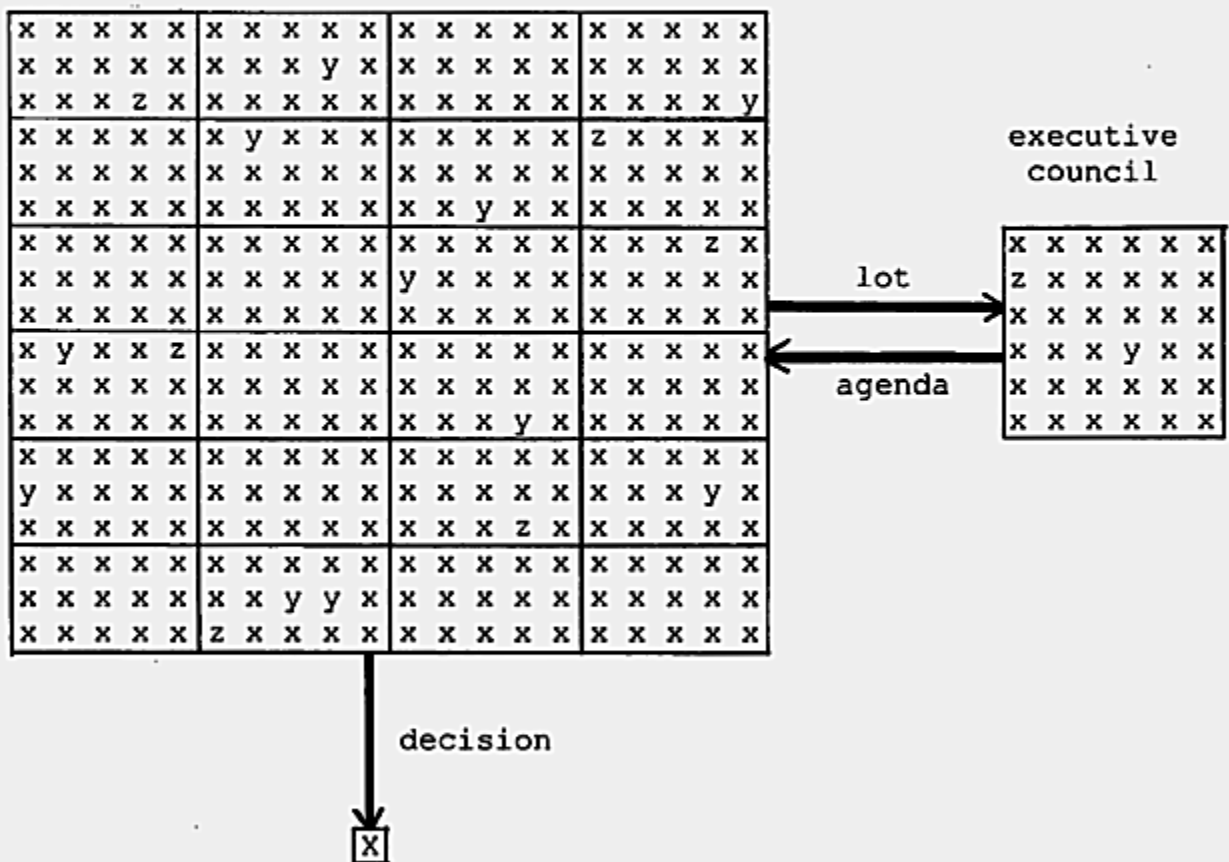 x x x x x x x x x x x x x x x x x x x x
x x x x x x x x y x x x x x x x x x x x
x x x z x x x x x x x x x x x x x x x y
x x x x x x y x x x x x x x x z x x x x
executive
council
x x x x x x x x x x x x x x x x x x x x
x x x x x x x x x x x x y x x x x x x x
x x x x x x x x x x x x x x x x x x z x
x x x x x x
x x x x x x x x x x y x x x x x x x x x
lot
z x x x x x
x x x x x x x x x x x x x x x x x x x x
x x x x x x
x y x x z x x x x x x x x x x x x x x x
x x x y x x
x x x x x x x x x x x x x x x x x x x x
agenda
x x x x x x
x x x x x x x x x x x x x y x x x x x x
x x x x x x
x x x x x x x x x x x x x x x x x x x x
y x x x x x x x x x x x x x x x x x y x
x x x x x x x x x x x x x z x x x x x x
x x x x x x x x x x x x x x x x x x x x
x x x x x x x y y x x x x x x x x x x x
x x x x x z x x x x x x x x x x x x x x
decision
x